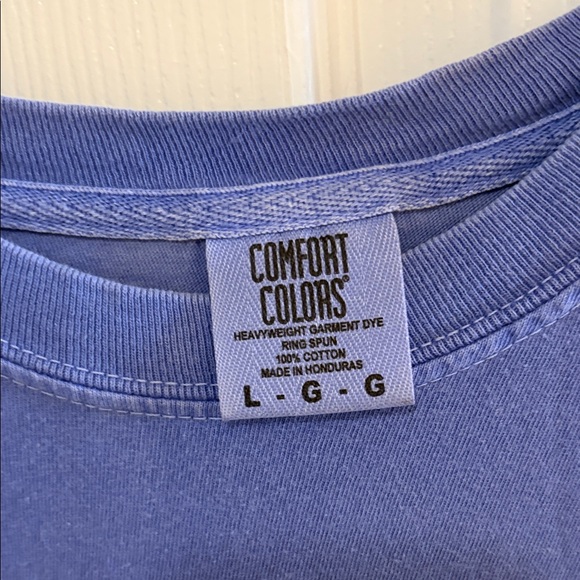 COMFORT
COLORS®
HEAVYWEIGHT GARMENT DYE
RING SPUN
100% COTTON
MADE IN HONDURAS
L - G - G